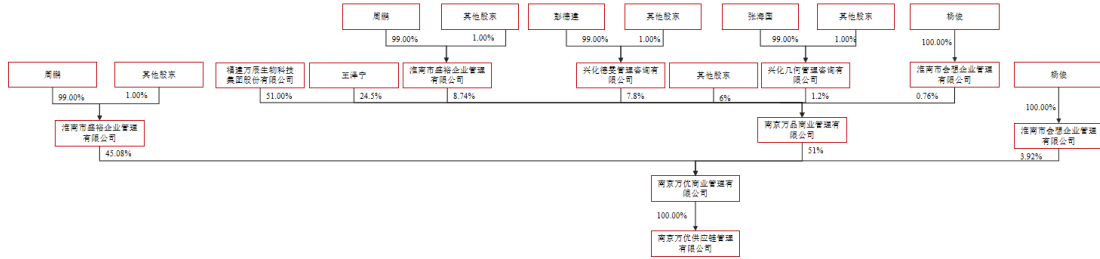 周鹏
其他股东
彭德建
其他股东
张海国
其他股东
杨俊
99.00%
1.00%
99.00%
1.00%
99.00%
1.00%
100.00%
周鹏
其他股东
福建万辰生物科技
集团股份有限公司
王泽宁
淮南市盛裕企业管理
有限公司
兴化德雯管理咨询有
限公司
其他股东
兴化几何管理咨询有
限公司
淮南市会想企业管理
有限公司
杨俊
99.00%
1.00%
51.00%
24.5%
8.74%
7.8%
6%
1.2%
0.76%
100.00%
淮南市盛裕企业管理
有限公司
南京万品商业管理有
限公司
淮南市会想企业管理
有限公司
45.08%
51%
3.92%
南京万优商业管理有
限公司
100.00%
南京万优供应链管理
有限公司